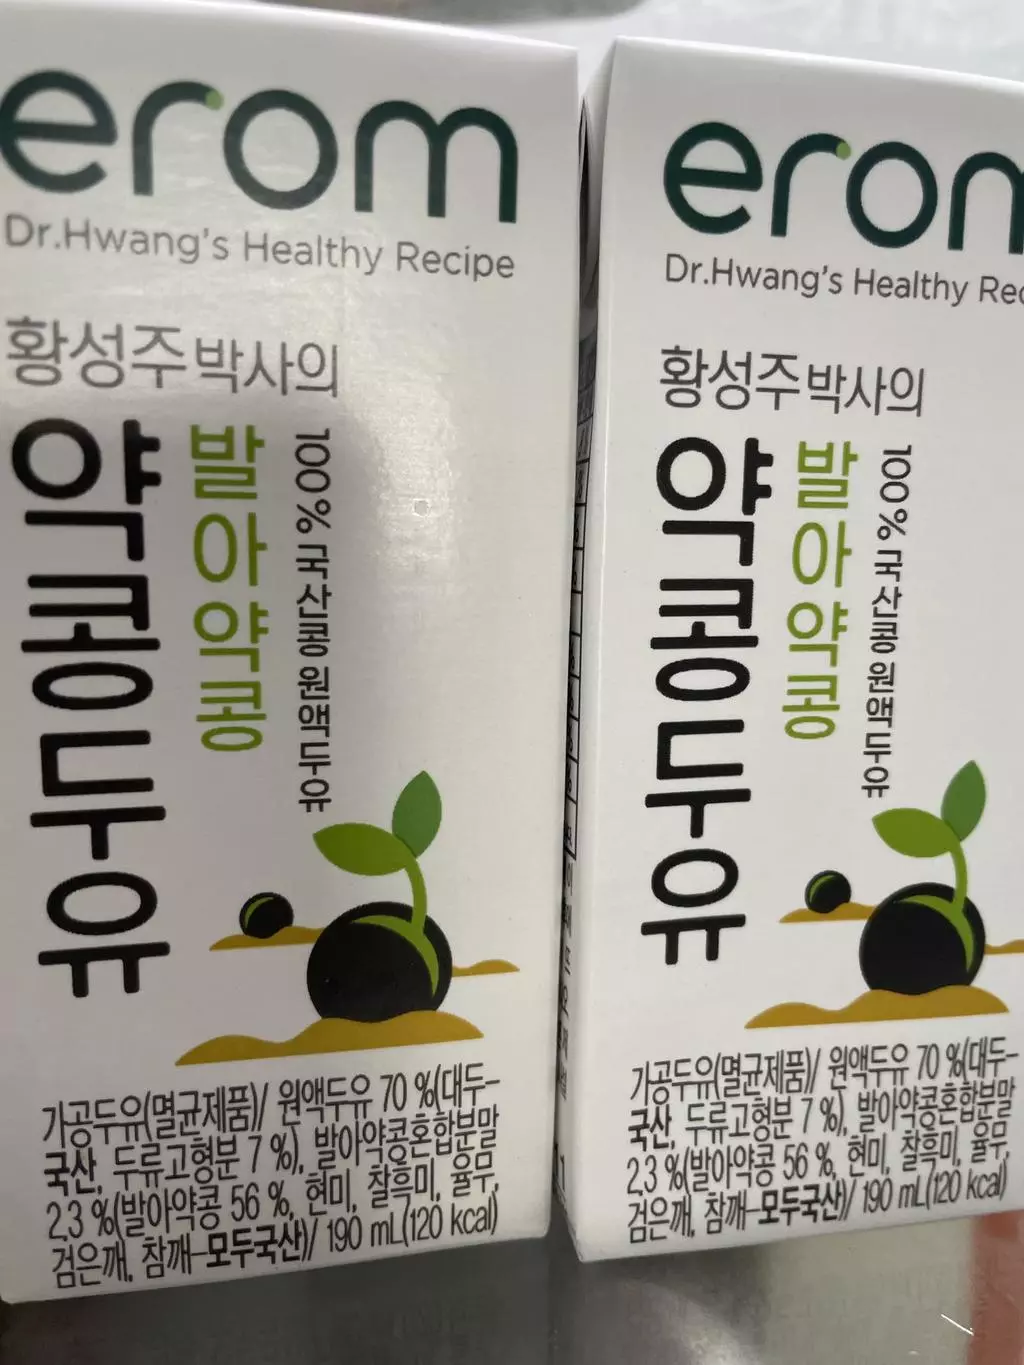 erom
Dr.Hwang's Healthy Recipe
황성주박사의
약콩두유
발아약콩
100% 국산콩 원액두유
가공두유(멸균제품)/ 원액두유 70 %(대두-
국산, 두류고형분 7 %), 발아약콩혼합분말
2.3 %(발아약콩 56 %, 현미, 찰흑미, 율무,
검은깨, 참깨-모두국산)/ 190 mL(120 kcal)
erom
Dr.Hwang's Healthy Rec
황성주박사의
약콩두유
발아약콩
100% 국산콩 원액두유
가공두유(멸균제품)/ 원액두유 70 %(대두-
국산, 두류고형분 7 %), 발아약콩혼합분말
2.3 %(발아약콩 56 %, 현미, 찰흑미, 율무,
검은깨, 참깨-모두국산)/ 190 mL(120 kcal)